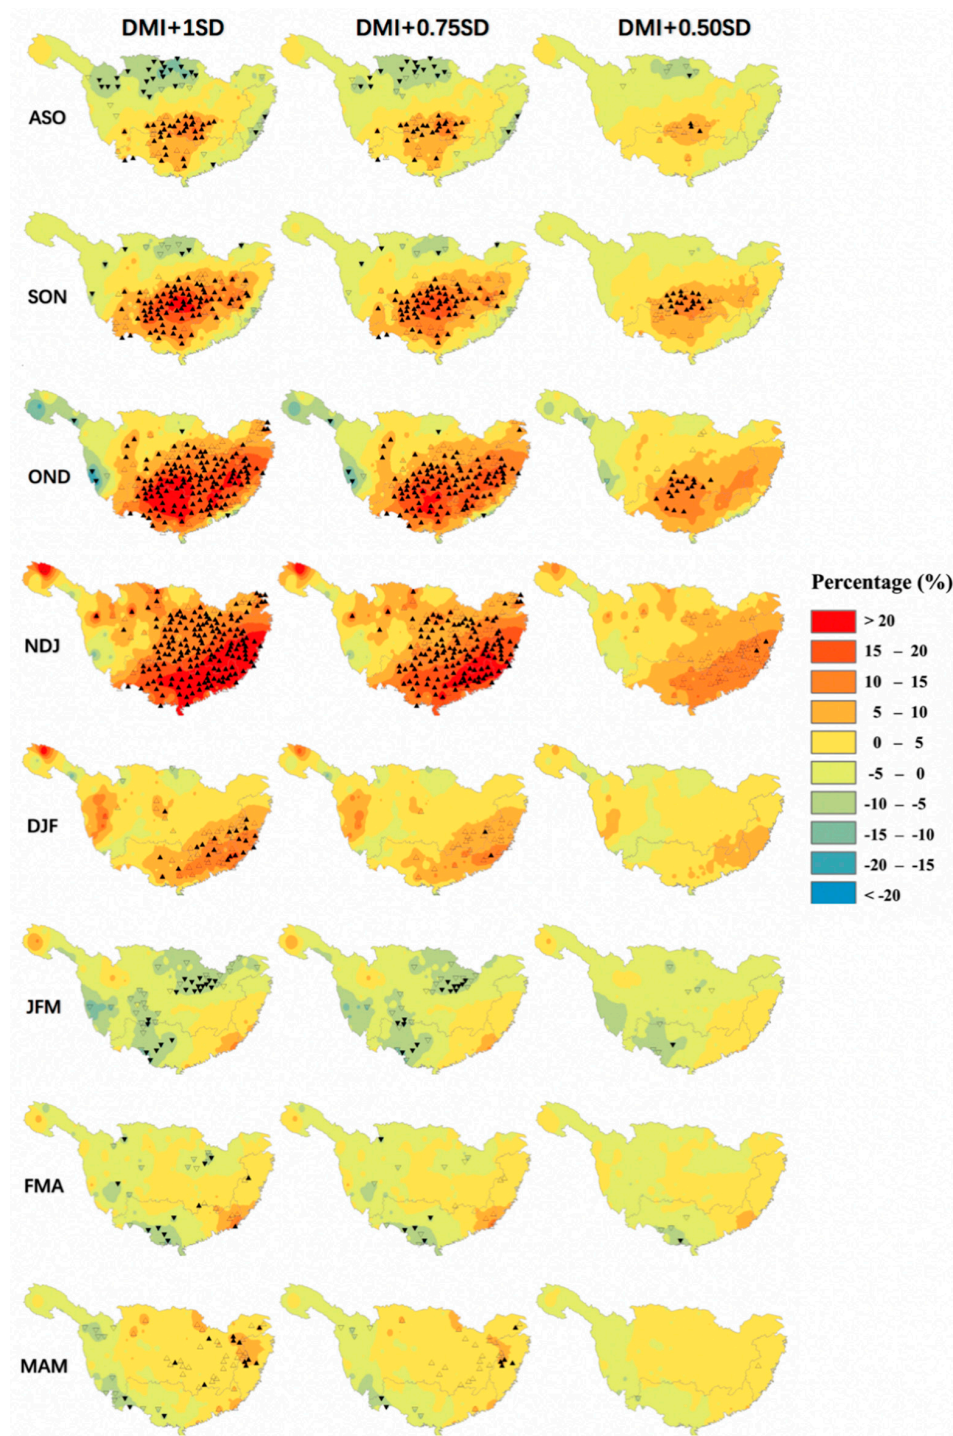 DMI+1SD DMI+0.75SD DMI+0.50SD
ASO
SON
OND
NDJ
Percentage (%)
> 20
15 – 20
10 – 15
5 – 10
0 – 5
-5 – 0
-10 – -5
-15 – -10
-20 – -15
< -20
DJF
JFM
FMA
MAM